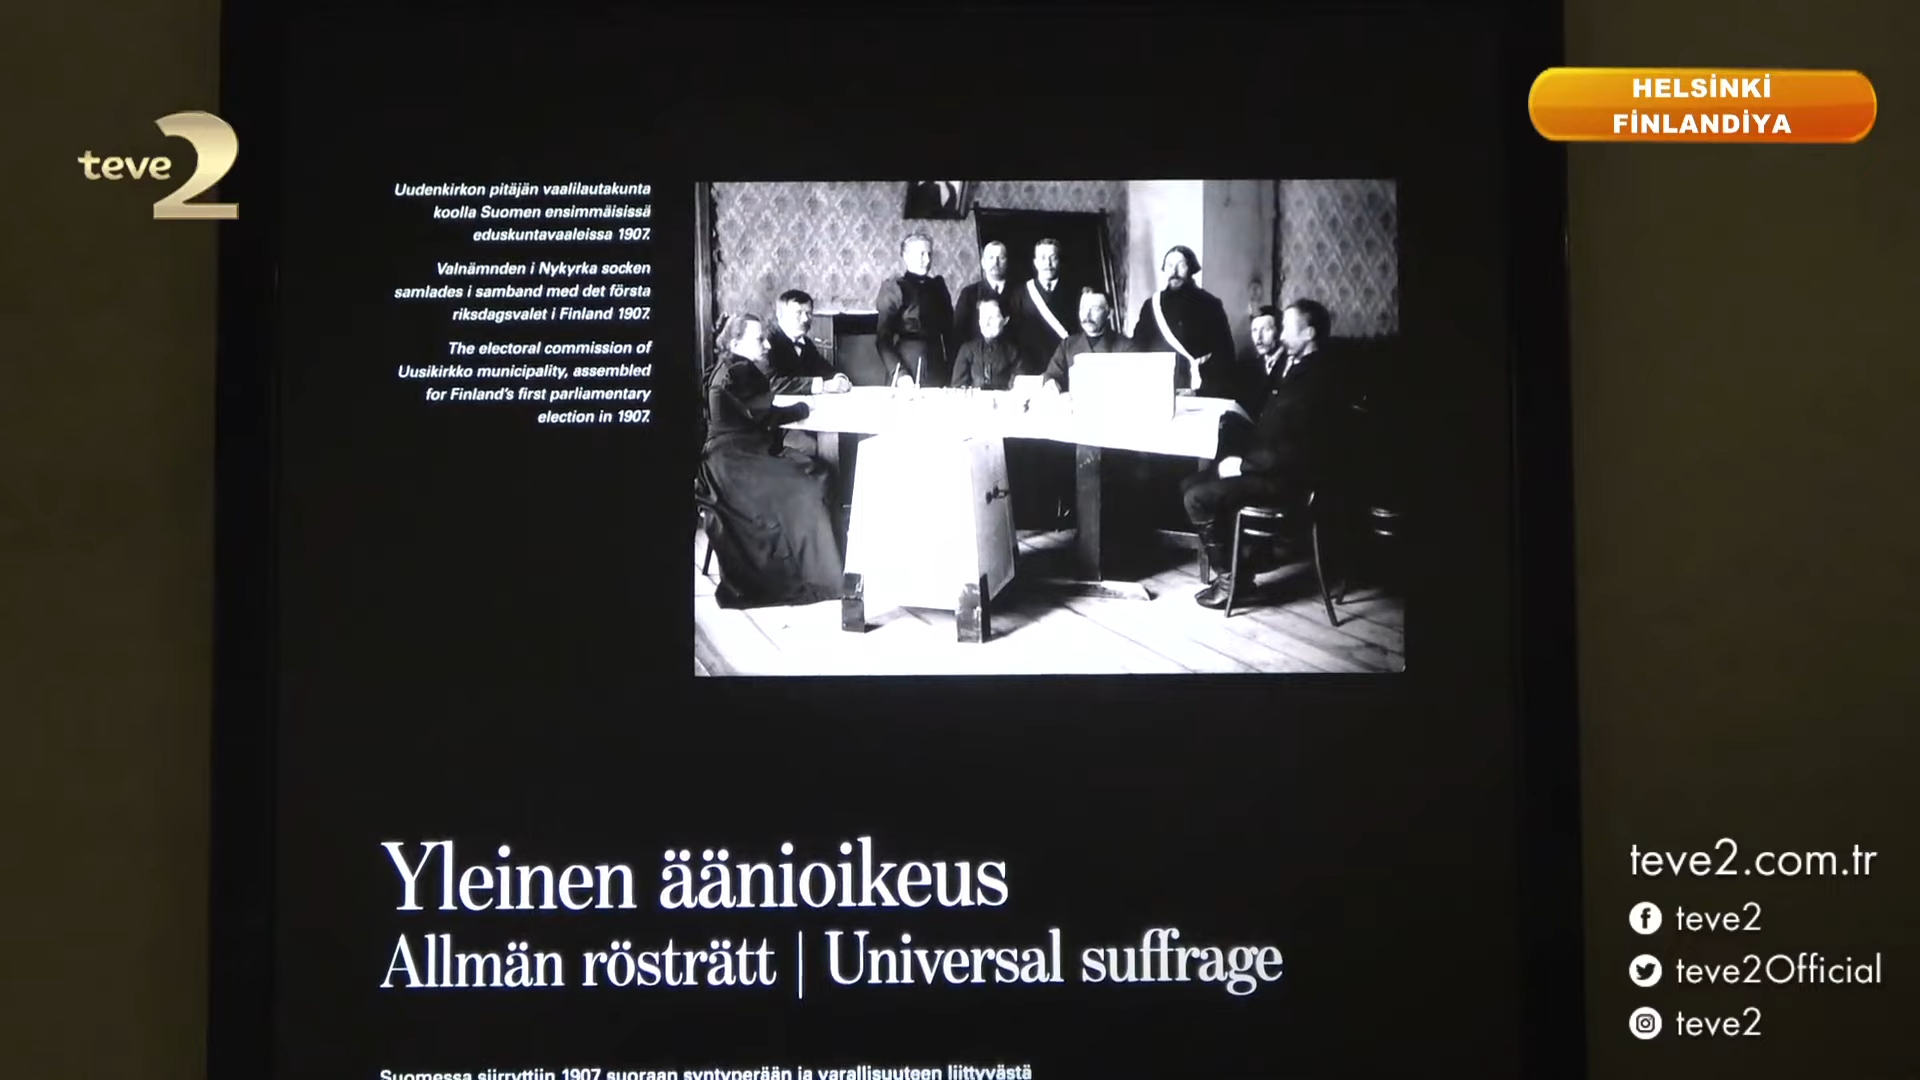 teve2
HELSİNKİ
FİNLANDİYA
Uudenkirkon pitäjän vaalilautakunta
koolla Suomen ensimmäisissä
eduskuntavaaleissa 1907.
Valnämnden i Nykyrka socken
samlades i samband med det första
riksdagsvalet i Finland 1907.
The electoral commission of
Uusikirkko municipality, assembled
for Finland's first parliamentary
election in 1907.
Yleinen äänioikeus
Allmän rösträtt | Universal suffrage
Suomessa siirryttiin 1907 suoraan syntyperään ja varallisuuteen liittyvästä
teve2.com.tr
teve2
teve2Official
teve2